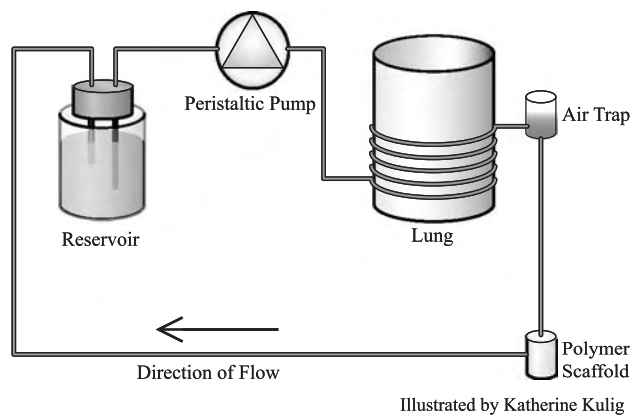 Peristaltic Pump
Air Trap
Reservoir
Lung
Polymer
Scaffold
Direction of Flow
Illustrated by Katherine Kulig